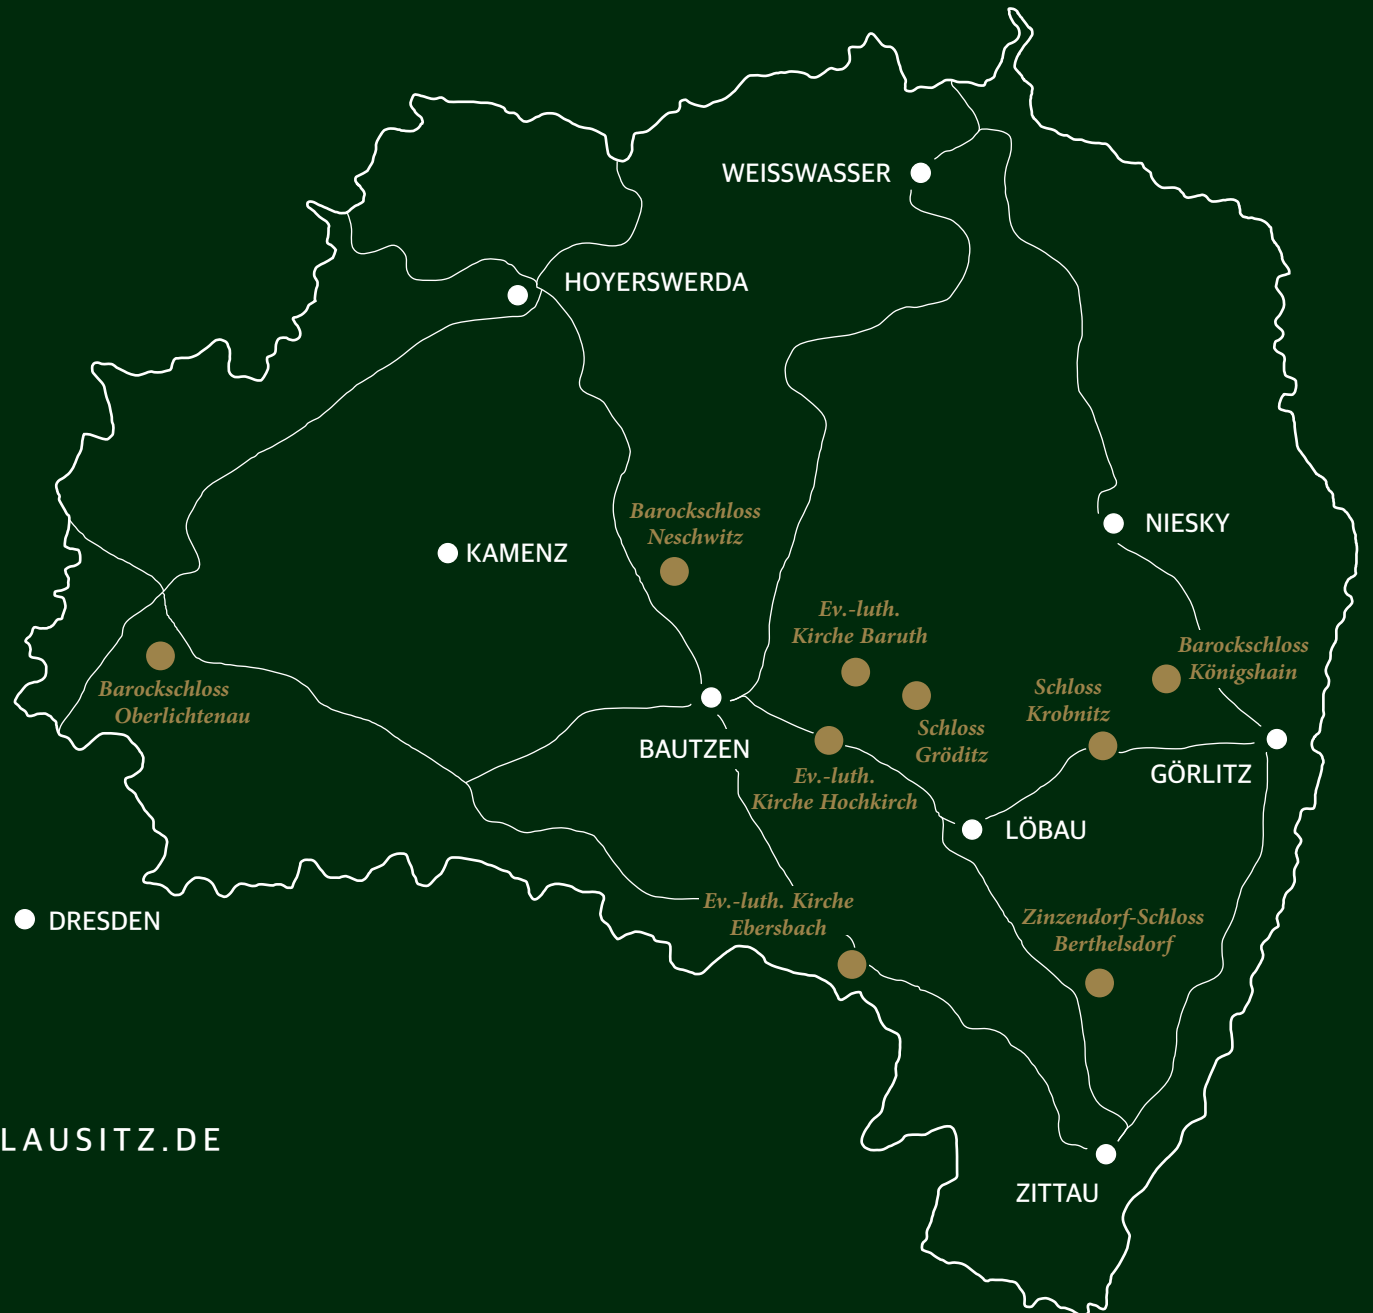 WEISSWASSER
HOYERSWERDA
Barockschloss
Neschwitz
NIESKY
KAMENZ
Ev.-luth.
Kirche Baruth
Barockschloss
Königshain
Barockschloss
Oberlichtenau
Schloss
Krobnitz
Schloss
Gröditz
BAUTZEN
GÖRLITZ
Ev.-luth.
Kirche Hochkirch
LÖBAU
Ev.-luth. Kirche
Ebersbach
DRESDEN
Zinzendorf-Schloss
Berthelsdorf
LAUSITZ.DE
ZITTAU